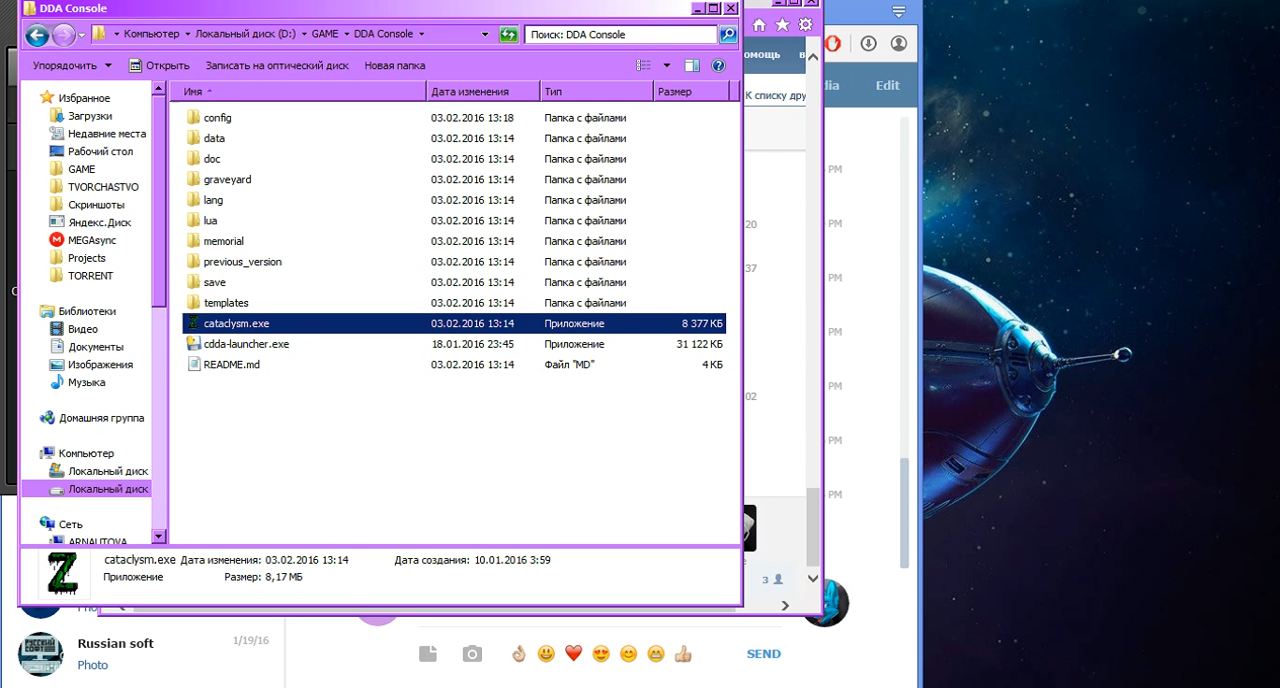 DDA Console
Компьютер Локальный диск (D:) GAME DDA Console
Поиск: DDA Console
Упорядочить Открыть Записать на оптический диск Новая папка
Имя Дата изменения Тип Размер
Избранное
Загрузки
Недавние места
Рабочий стол
GAME
TVORCHASTVO
Скриншоты
Яндекс.Диск
MEGAsync
Projects
TORRENT
Библиотеки
Видео
Документы
Изображения
Музыка
Домашняя группа
Компьютер
Локальный диск
Локальный диск
Сеть
ARNAUTOVA
config 03.02.2016 13:18 Папка с файлами
data 03.02.2016 13:14 Папка с файлами
doc 03.02.2016 13:14 Папка с файлами
graveyard 03.02.2016 13:14 Папка с файлами
lang 03.02.2016 13:14 Папка с файлами
lua 03.02.2016 13:14 Папка с файлами
memorial 03.02.2016 13:14 Папка с файлами
previous_version 03.02.2016 13:14 Папка с файлами
save 03.02.2016 13:14 Папка с файлами
templates 03.02.2016 13:14 Папка с файлами
cataclysm.exe 03.02.2016 13:14 Приложение 8 377 КБ
cdda-launcher.exe 18.01.2016 23:45 Приложение 31 122 КБ
README.md 03.02.2016 13:14 Файл "MD" 4 КБ
cataclysm.exe Дата изменения: 03.02.2016 13:14 Дата создания: 10.01.2016 3:59
Приложение Размер: 8,17 МБ
Z
омощь в
К списку дру
dia Edit
PM
20 PM
37 PM
PM
02 PM
PM
PM
3
Pho
Russian soft 1/19/16
Photo
SEND